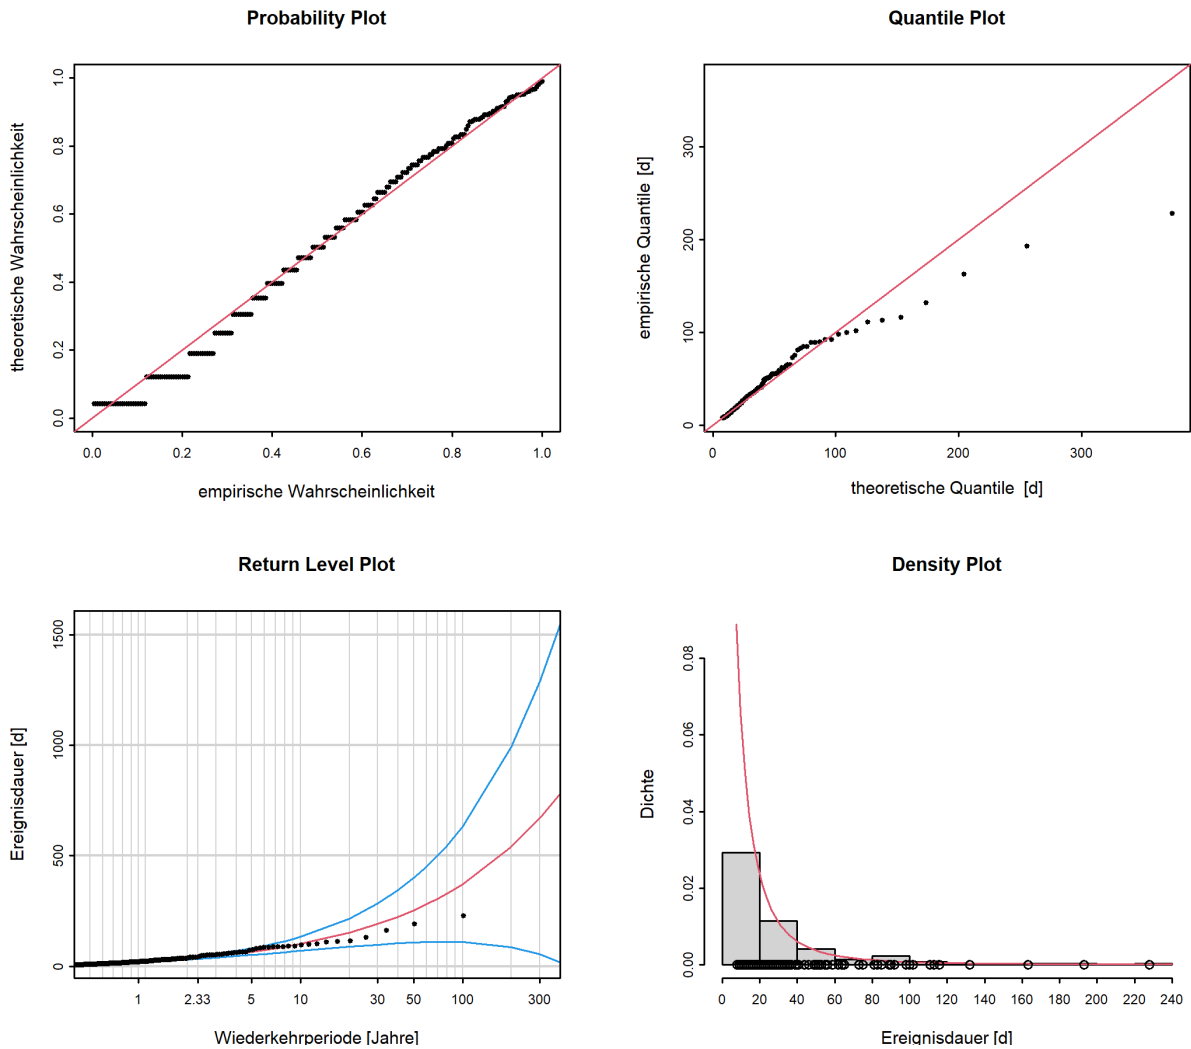 Probability Plot
theoretische Wahrscheinlichkeit
0.0 0.2 0.4 0.6 0.8 1.0
0.0 0.2 0.4 0.6 0.8 1.0
empirische Wahrscheinlichkeit
Quantile Plot
empirische Quantile [d]
0 100 200 300
0 100 200 300
theoretische Quantile [d]
Return Level Plot
Ereignisdauer [d]
0 500 1000 1500
1 2.33 5 10 30 50 100 300
Wiederkehrperiode [Jahre]
Density Plot
Dichte
0.00 0.02 0.04 0.06 0.08
0 20 40 60 80 100 120 140 160 180 200 220 240
Ereignisdauer [d]